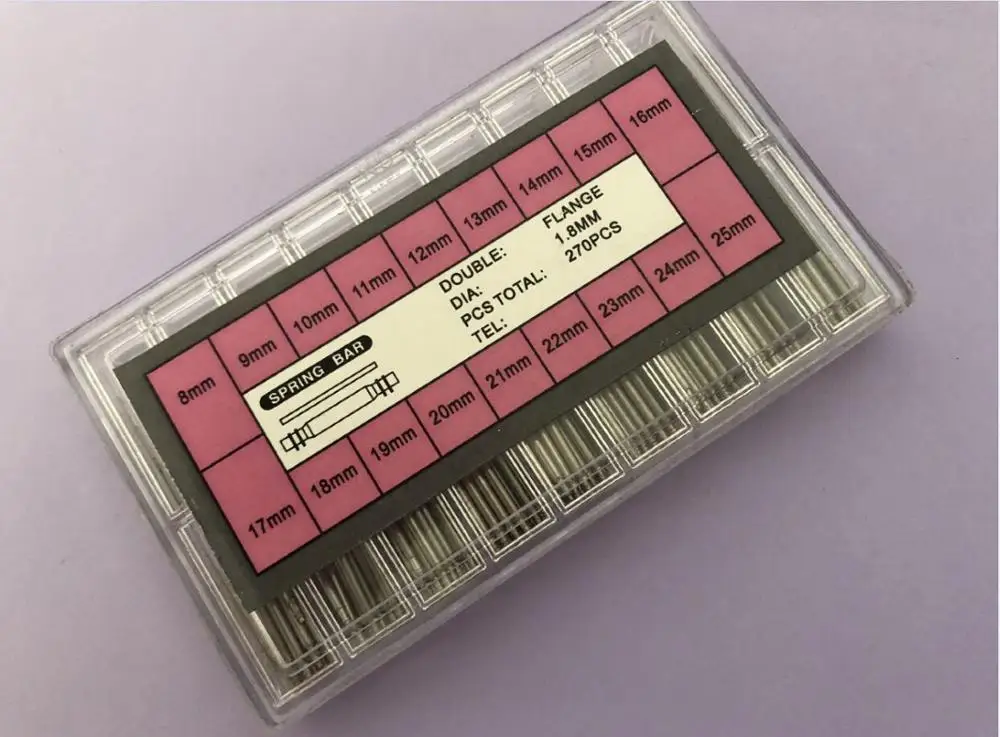 8mm
9mm
10mm
11mm
12mm
13mm
14mm
15mm
16mm
SPRING BAR
DOUBLE: FLANGE
DIA: 1.8MM
PCS TOTAL: 270PCS
TEL:
17mm
18mm
19mm
20mm
21mm
22mm
23mm
24mm
25mm